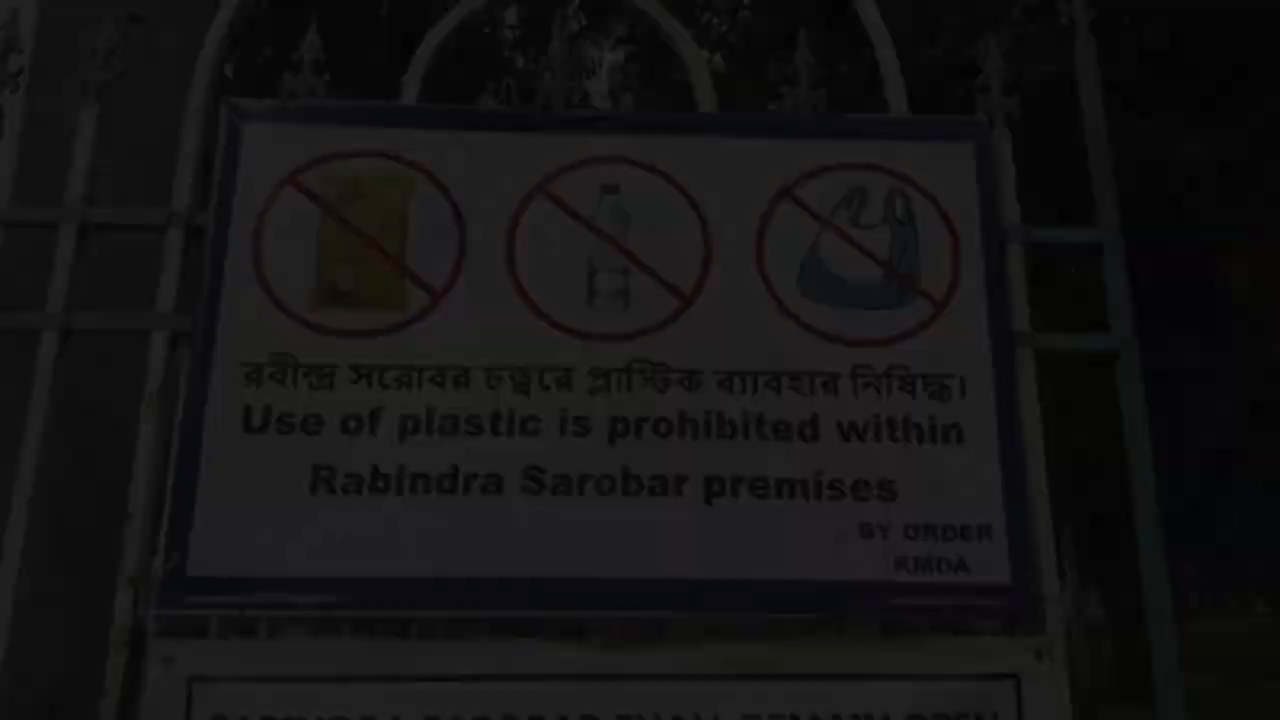 রবীন্দ্র সরোবর চত্ত্বরে প্লাস্টিক ব্যাবহার নিষিদ্ধ।
Use of plastic is prohibited within
Rabindra Sarobar premises
BY ORDER
KMDA